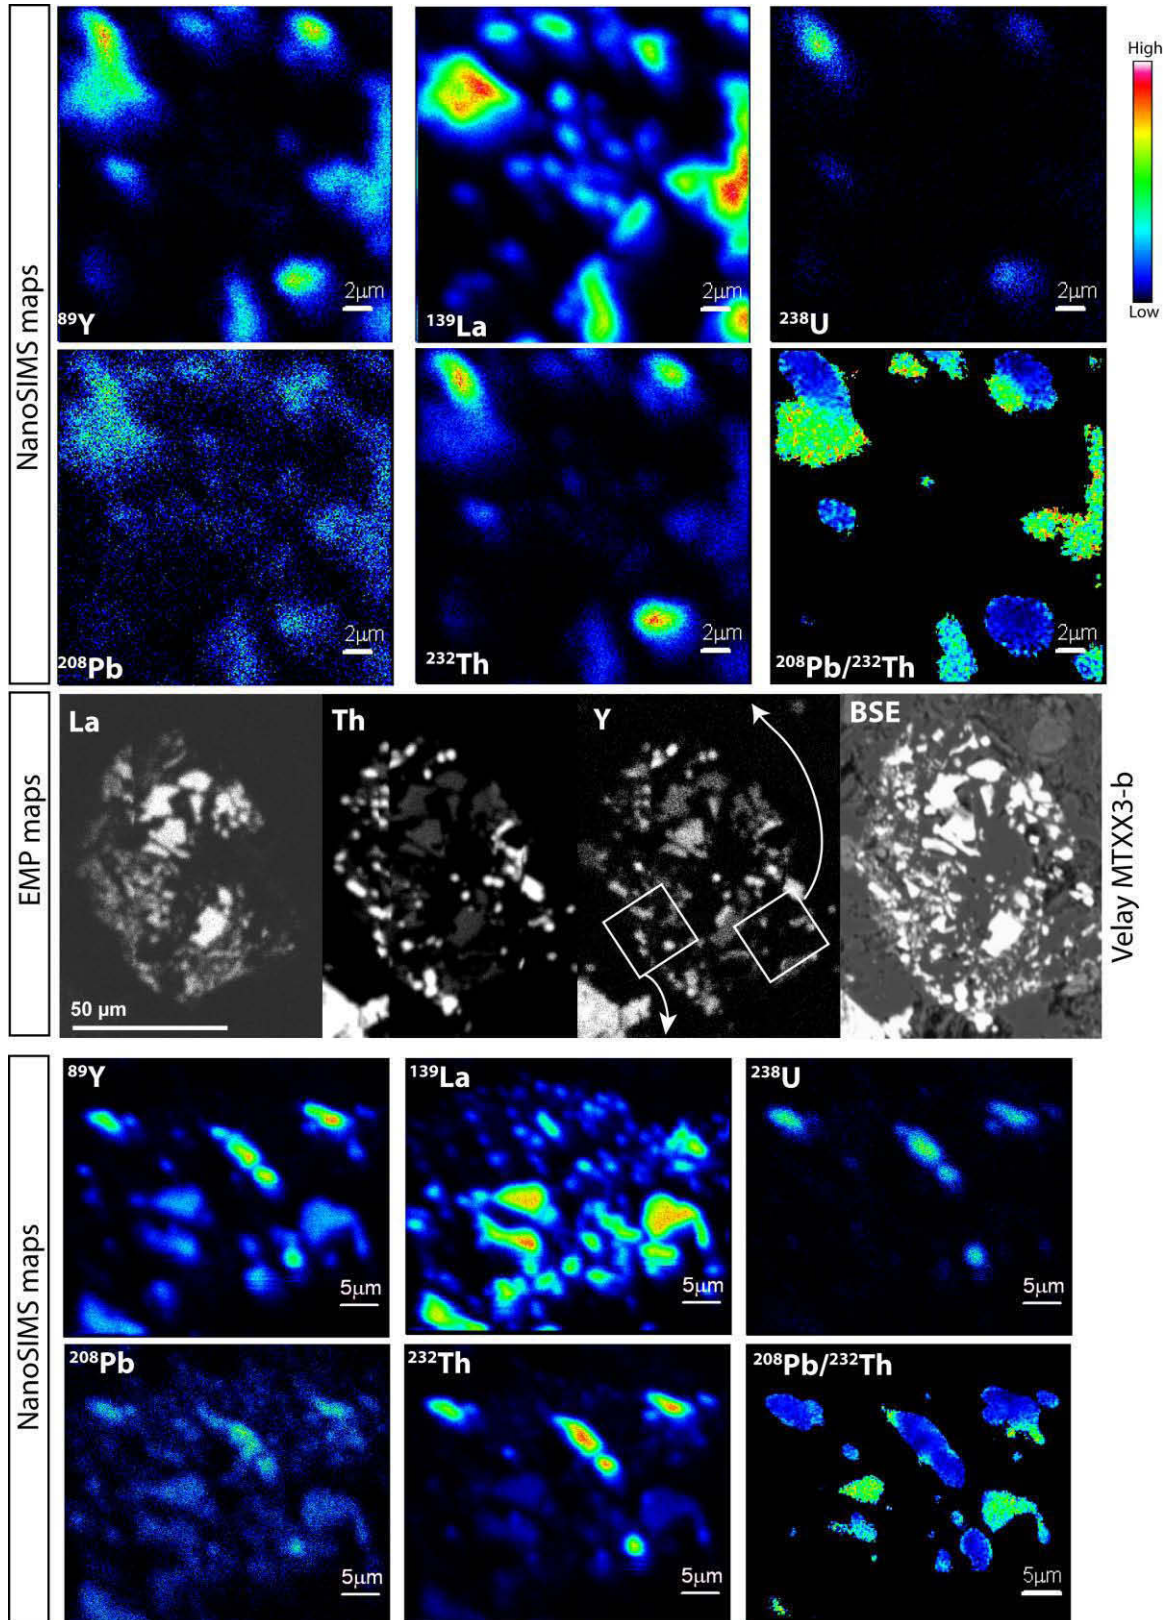 NanoSIMS maps
High
Low
2μm
2μm
2μm
⁸⁹Y
¹³⁹La
²³⁸U
2μm
2μm
2μm
²⁰⁸Pb
²³²Th
²⁰⁸Pb/²³²Th
EMP maps
La
Th
Y
BSE
50 μm
Velay MTXX3-b
NanoSIMS maps
⁸⁹Y
¹³⁹La
²³⁸U
5μm
5μm
5μm
²⁰⁸Pb
²³²Th
²⁰⁸Pb/²³²Th
5μm
5μm
5μm